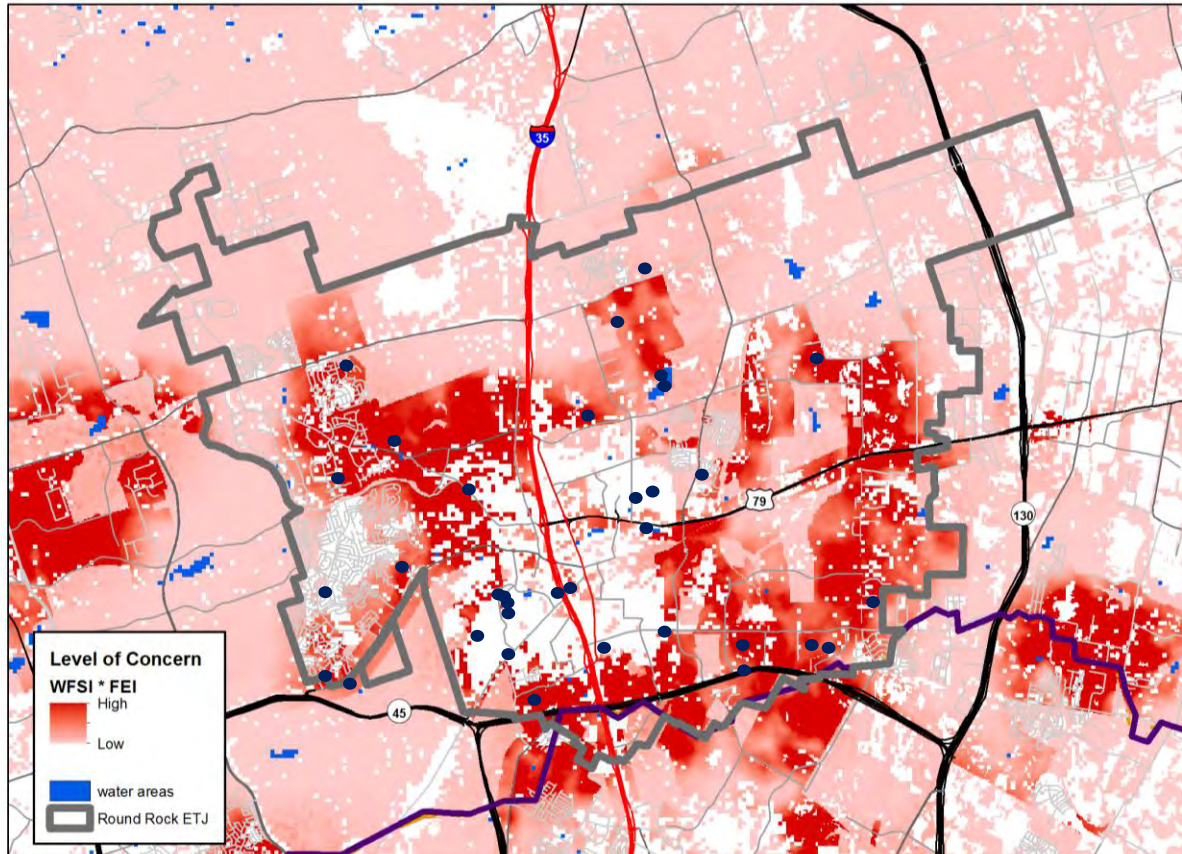 35
79
130
45
Level of Concern
WFSI * FEI
High
Low
water areas
Round Rock ETJ